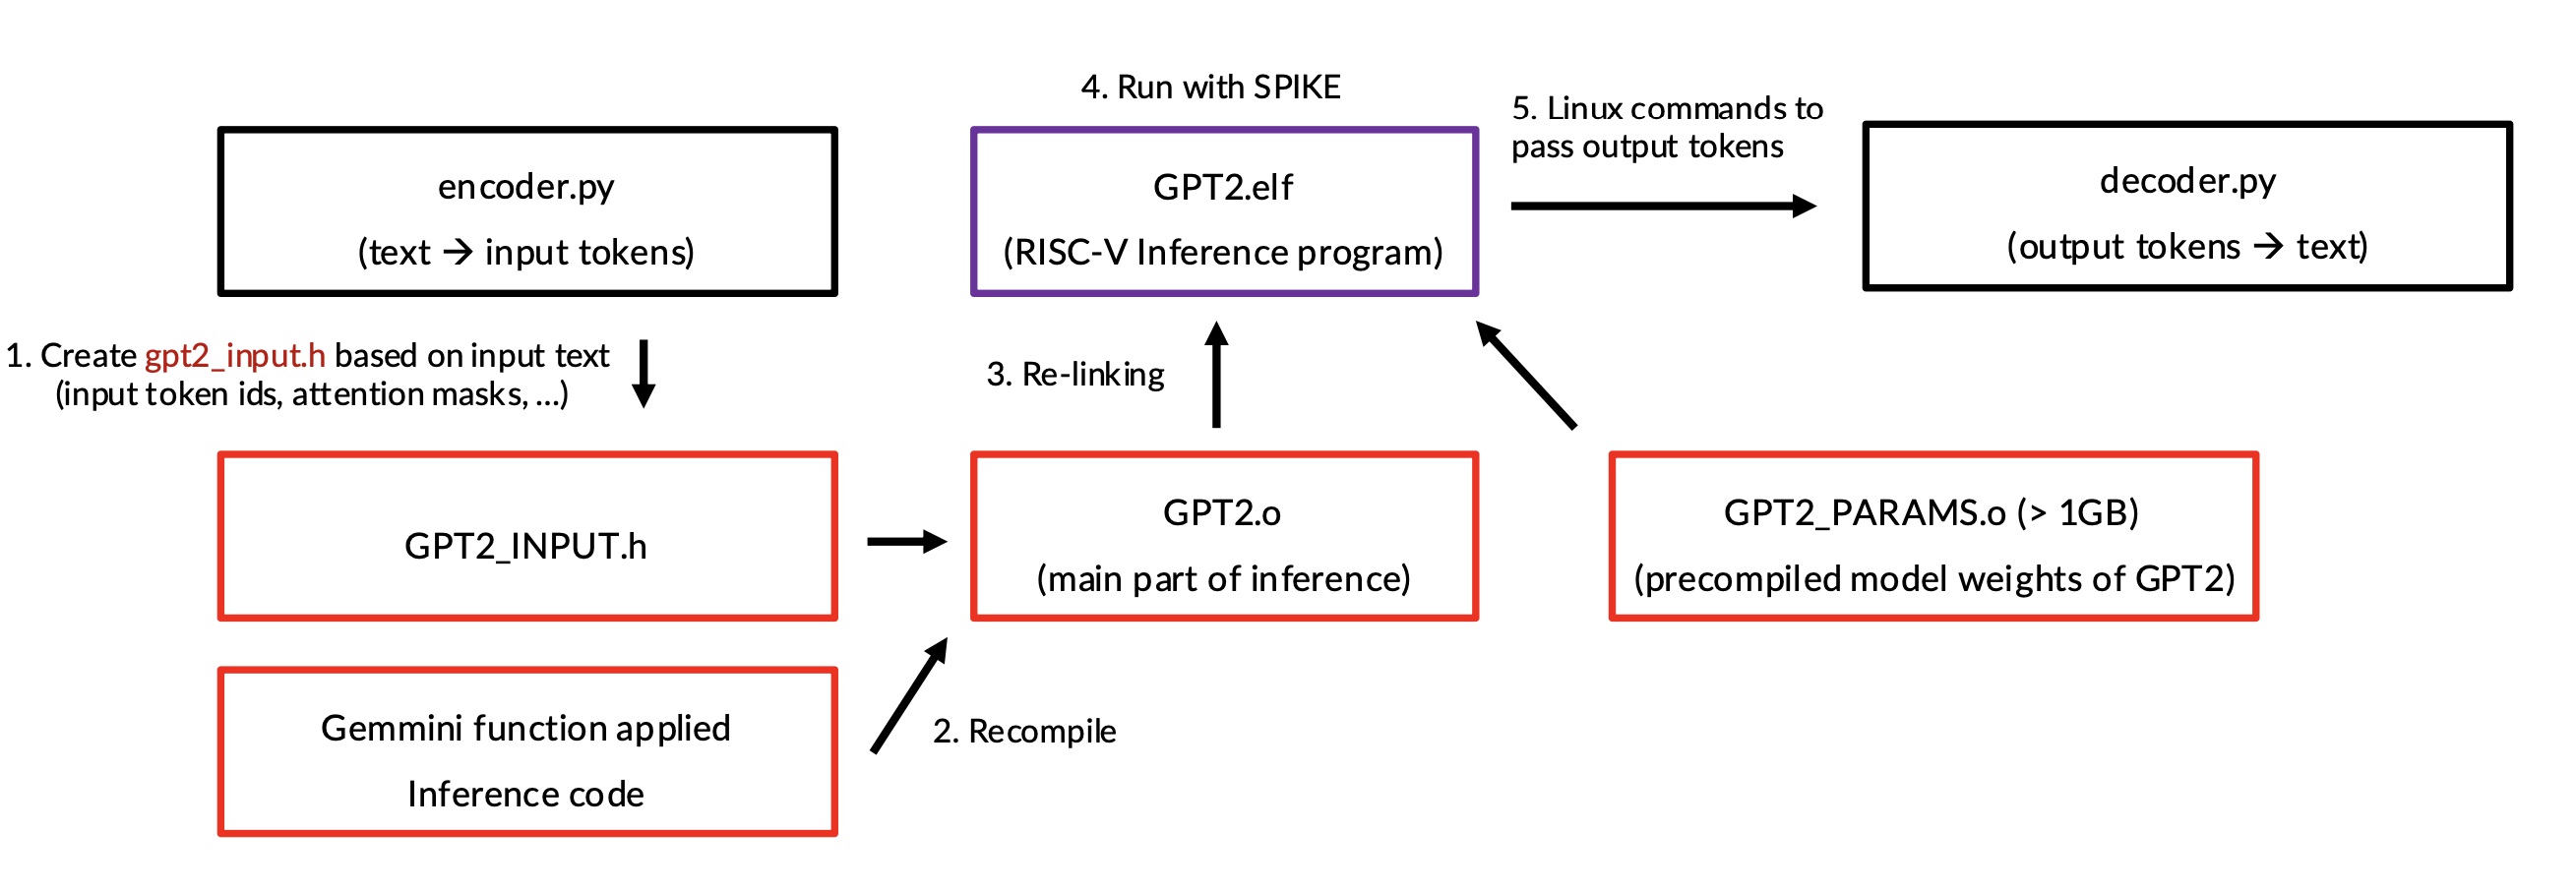 4. Run with SPIKE
5. Linux commands to
pass output tokens
encoder.py
(text → input tokens)
GPT2.elf
(RISC-V Inference program)
decoder.py
(output tokens → text)
1. Create gpt2_input.h based on input text
(input token ids, attention masks, ...)
3. Re-linking
GPT2_INPUT.h
GPT2.o
(main part of inference)
GPT2_PARAMS.o (> 1GB)
(precompiled model weights of GPT2)
Gemmini function applied
Inference code
2. Recompile